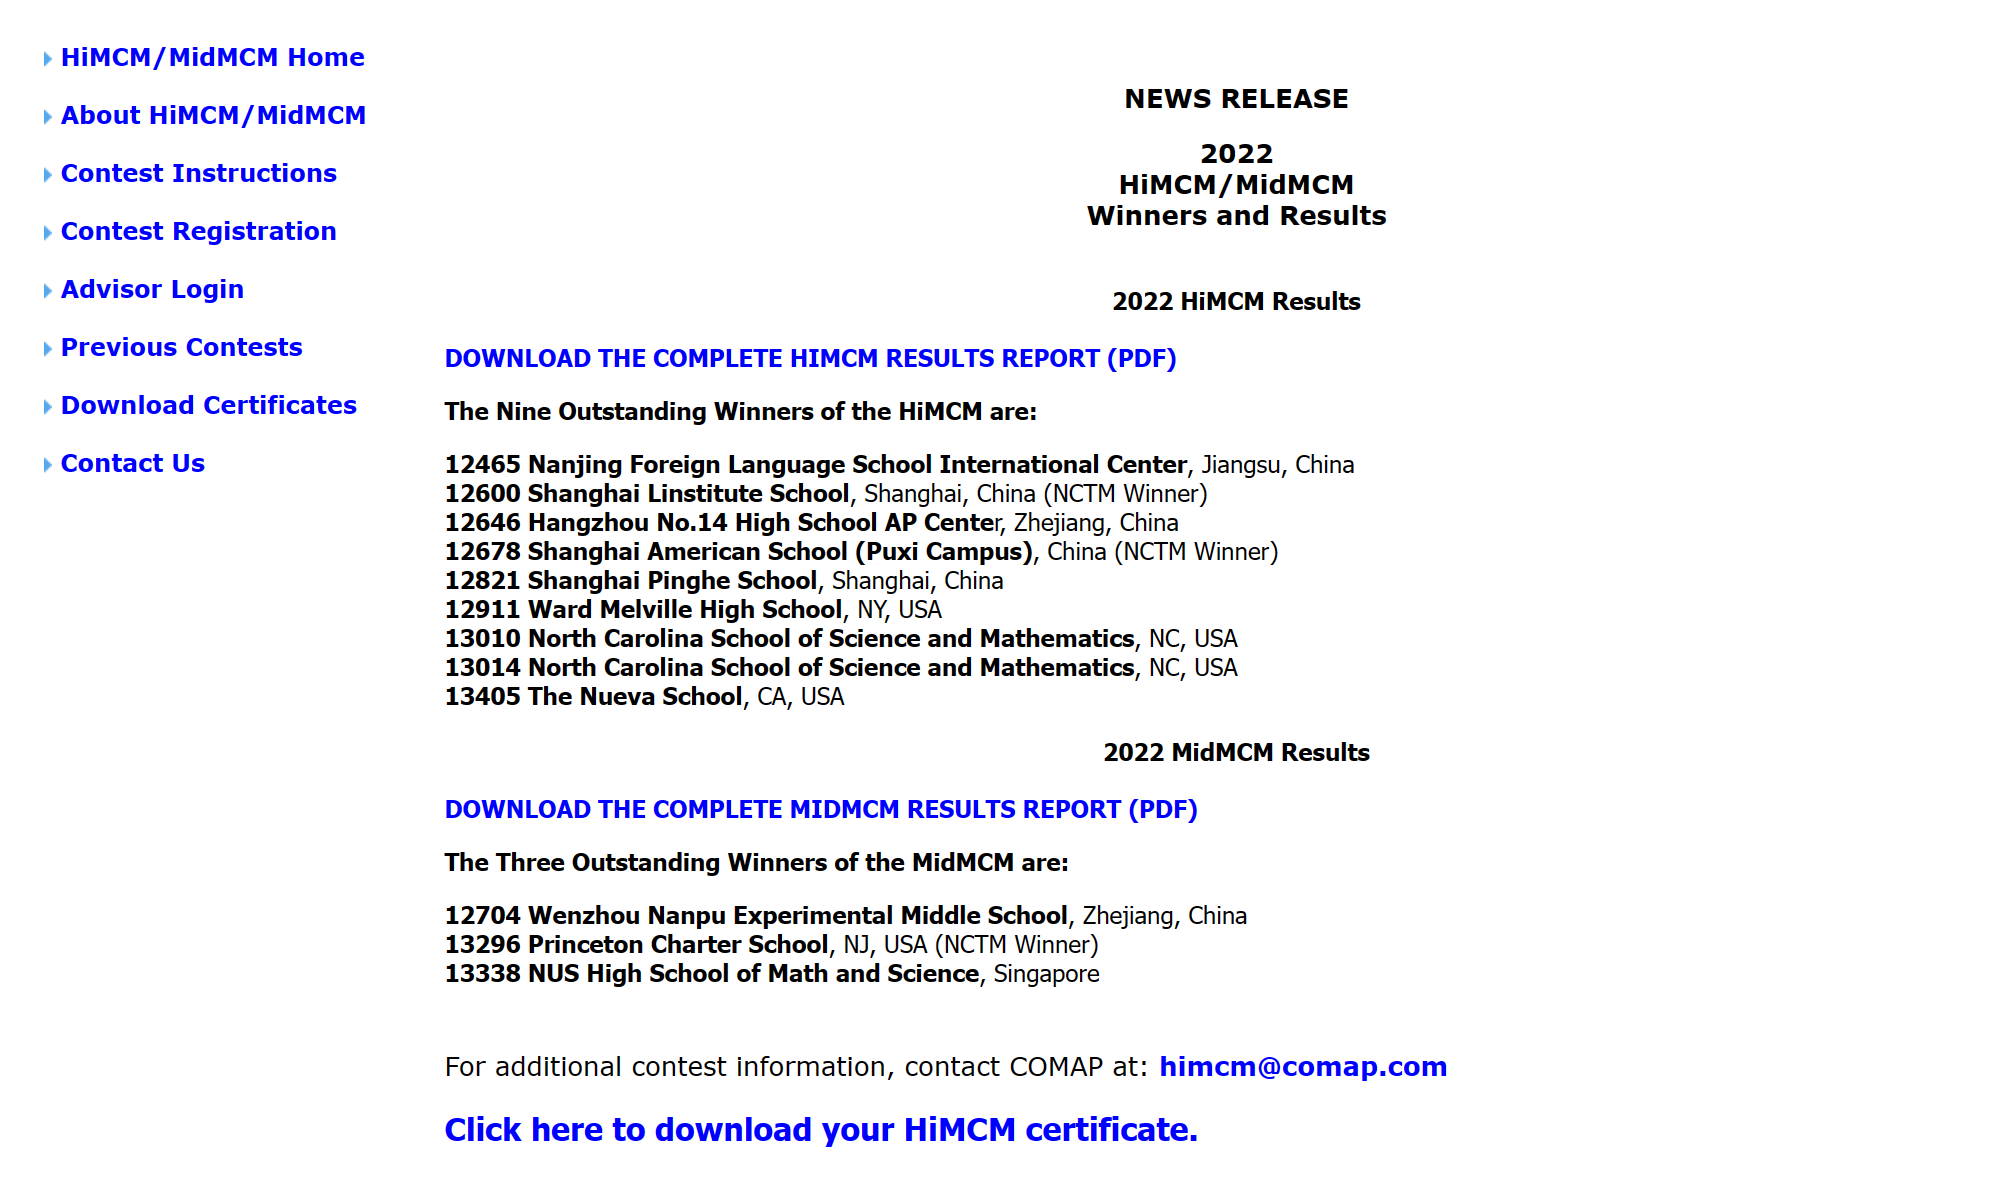 HiMCM/MidMCM Home
About HiMCM/MidMCM
Contest Instructions
Contest Registration
Advisor Login
Previous Contests
Download Certificates
Contact Us
NEWS RELEASE
2022
HiMCM/MidMCM
Winners and Results
2022 HiMCM Results
DOWNLOAD THE COMPLETE HIMCM RESULTS REPORT (PDF)
The Nine Outstanding Winners of the HiMCM are:
12465 Nanjing Foreign Language School International Center, Jiangsu, China
12600 Shanghai Linstitute School, Shanghai, China (NCTM Winner)
12646 Hangzhou No.14 High School AP Center, Zhejiang, China
12678 Shanghai American School (Puxi Campus), China (NCTM Winner)
12821 Shanghai Pinghe School, Shanghai, China
12911 Ward Melville High School, NY, USA
13010 North Carolina School of Science and Mathematics, NC, USA
13014 North Carolina School of Science and Mathematics, NC, USA
13405 The Nueva School, CA, USA
2022 MidMCM Results
DOWNLOAD THE COMPLETE MIDMCM RESULTS REPORT (PDF)
The Three Outstanding Winners of the MidMCM are:
12704 Wenzhou Nanpu Experimental Middle School, Zhejiang, China
13296 Princeton Charter School, NJ, USA (NCTM Winner)
13338 NUS High School of Math and Science, Singapore
For additional contest information, contact COMAP at: himcm@comap.com
Click here to download your HiMCM certificate.